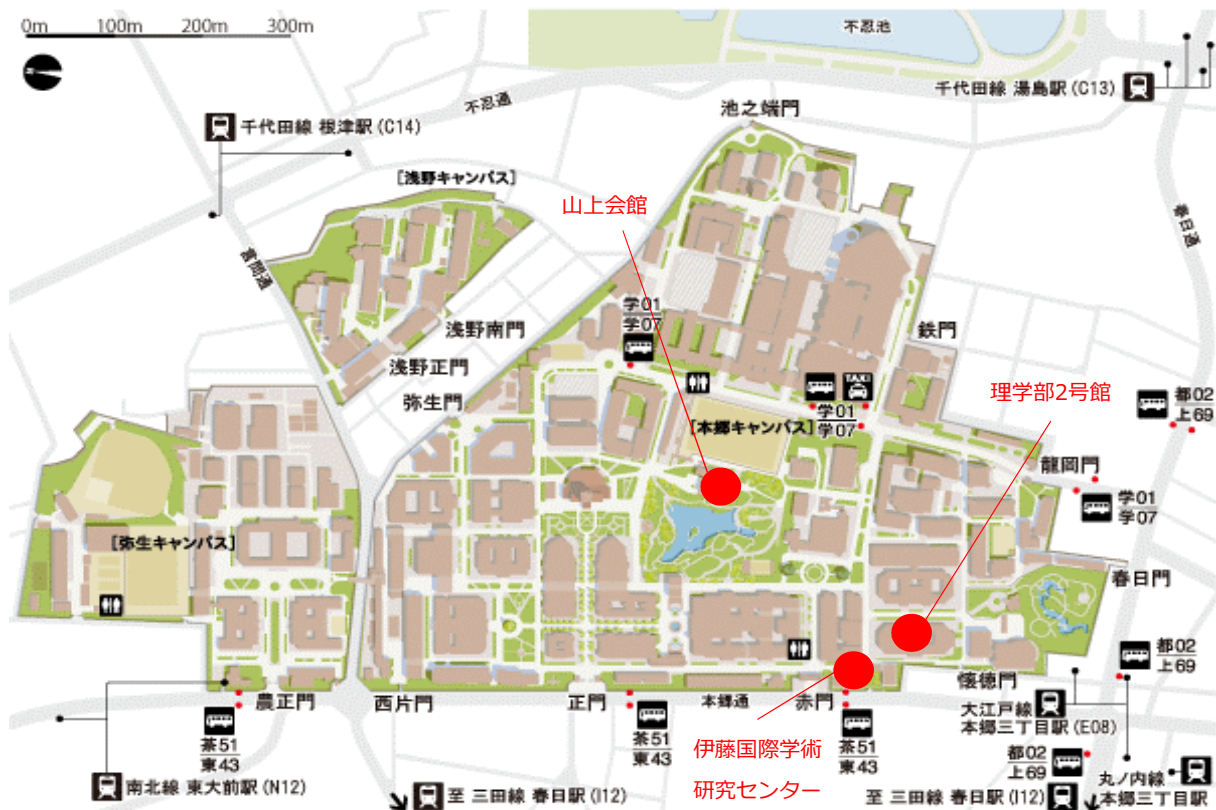 0m 100m 200m 300m
不忍池
千代田線 湯島駅(C13)
不忍通
池之端門
千代田線 根津駅(C14)
[浅野キャンパス]
山上会館
春日通
言問通
学01
学07
浅野南門
鉄門
浅野正門
TAXI
理学部2号館
都02
上69
弥生門
学01
学07
[本郷キャンパス]
龍岡門
学01
学07
[弥生キャンパス]
春日門
都02
上69
懐徳門
農正門
西片門
正門
本郷通
赤門
大江戸線
本郷三丁目駅(E08)
茶51
東43
茶51
東43
伊藤国際学術
研究センター
茶51
東43
都02
上69
丸ノ内線
本郷三丁目駅
南北線 東大前駅(N12)
至 三田線 春日駅(I12)
至 三田線 春日駅(I12)